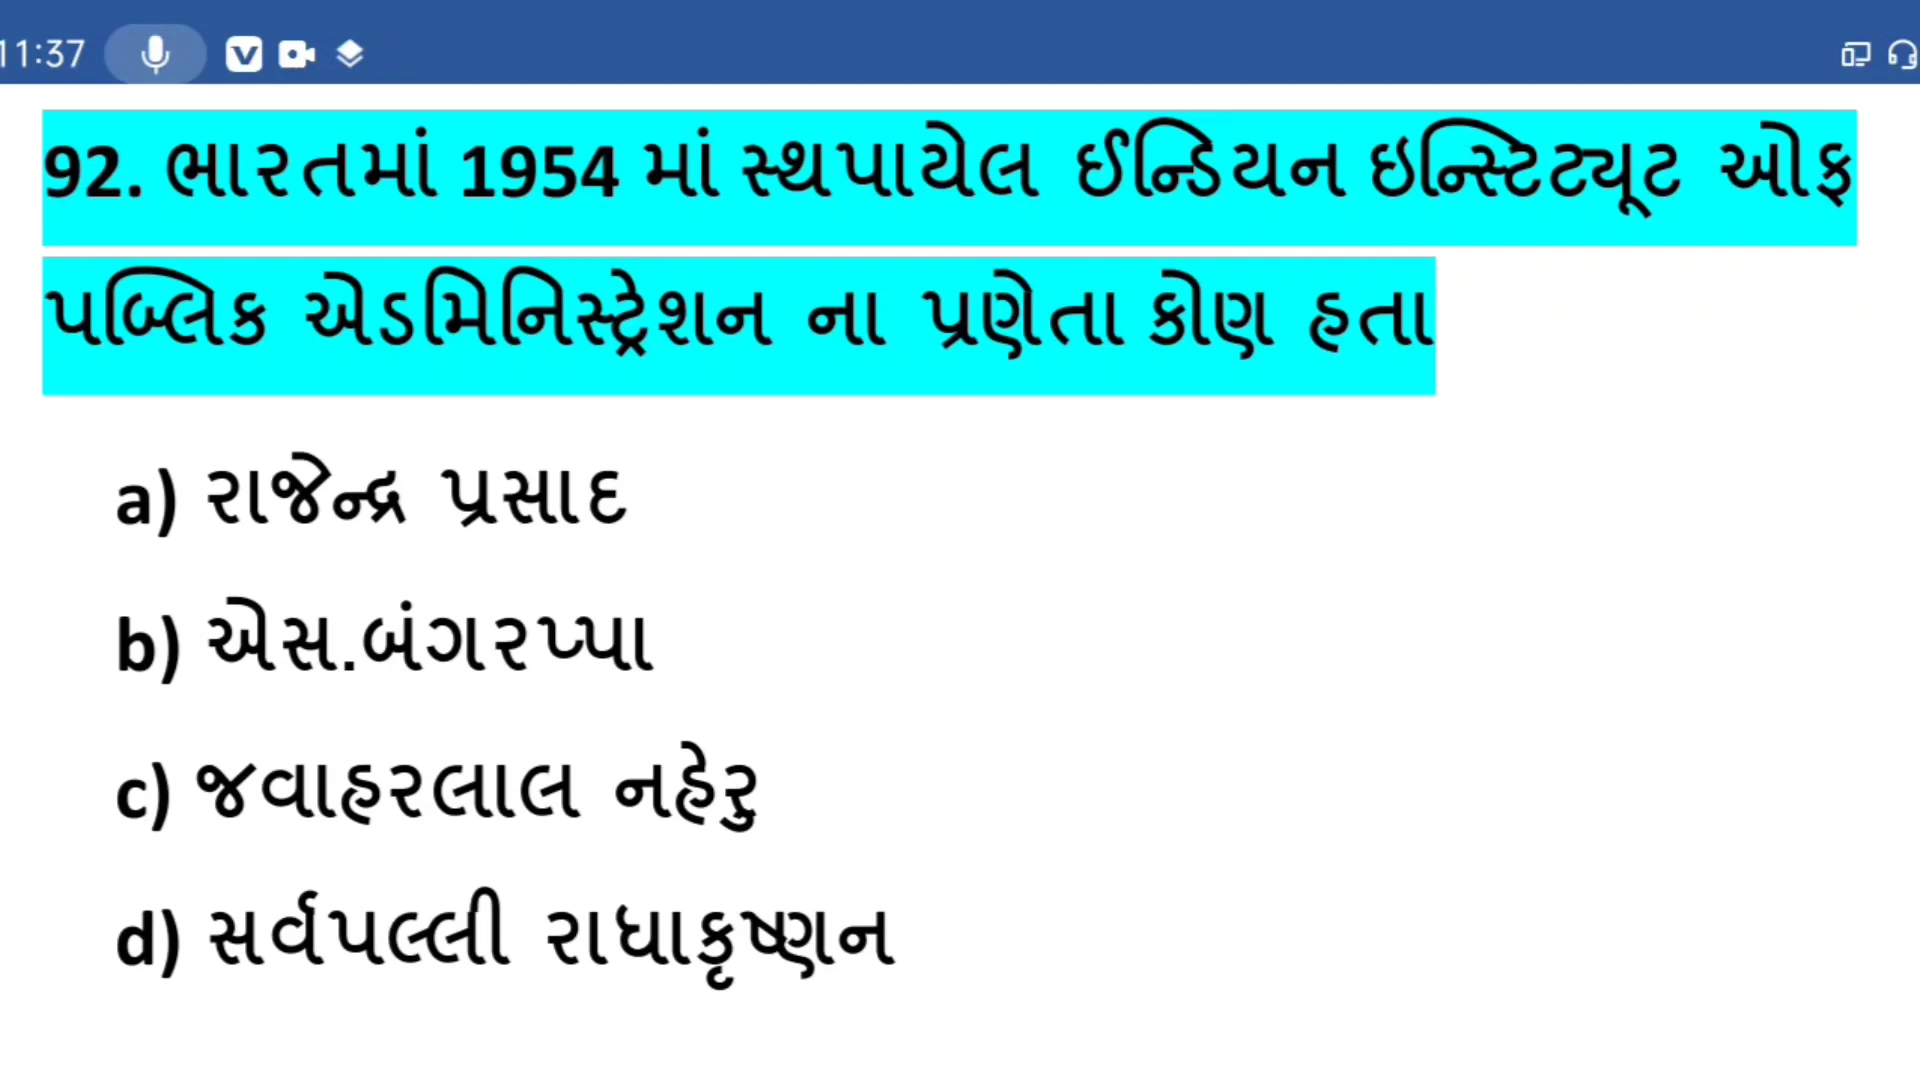 11:37
92. ભારતમાં 1954 માં સ્થપાયેલ ઈન્ડિયન ઇન્સ્ટિટ્યૂટ ઓફ
પબ્લિક એડમિનિસ્ટ્રેશન ના પ્રણેતા કોણ હતા
a) રાજેન્દ્ર પ્રસાદ
b) એસ.બંગરપ્પા
c) જવાહરલાલ નહેરુ
d) સર્વપલ્લી રાધાકૃષ્ણન